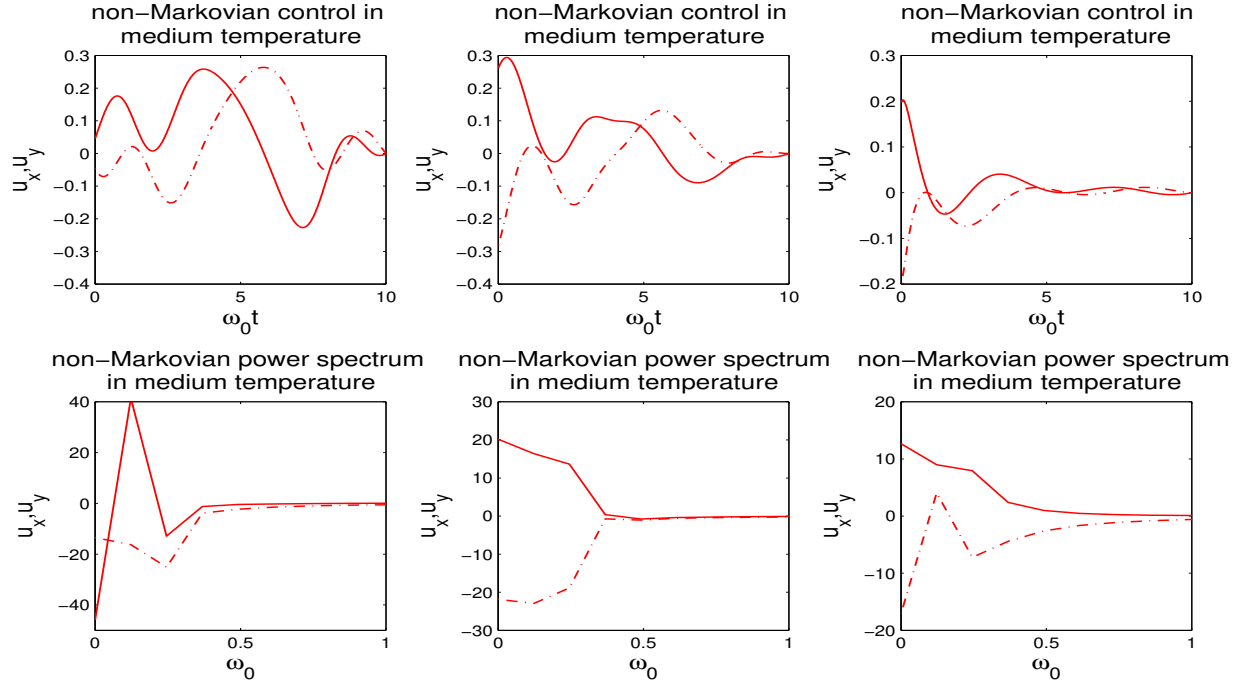 non−Markovian control in
medium temperature
0.3
0.2
0.1
0
−0.1
−0.2
−0.3
−0.4
0
5
10
u_x,u_y
ω_0t
non−Markovian control in
medium temperature
0.3
0.2
0.1
0
−0.1
−0.2
−0.3
−0.4
0
5
10
u_x,u_y
ω_0t
non−Markovian control in
medium temperature
0.3
0.2
0.1
0
−0.1
−0.2
0
5
10
u_x,u_y
ω_0t
non−Markovian power spectrum
in medium temperature
40
20
0
−20
−40
0
0.5
1
u_x,u_y
ω_0
non−Markovian power spectrum
in medium temperature
30
20
10
0
−10
−20
−30
0
0.5
1
u_x,u_y
ω_0
non−Markovian power spectrum
in medium temperature
20
10
0
−10
−20
0
0.5
1
u_x,u_y
ω_0